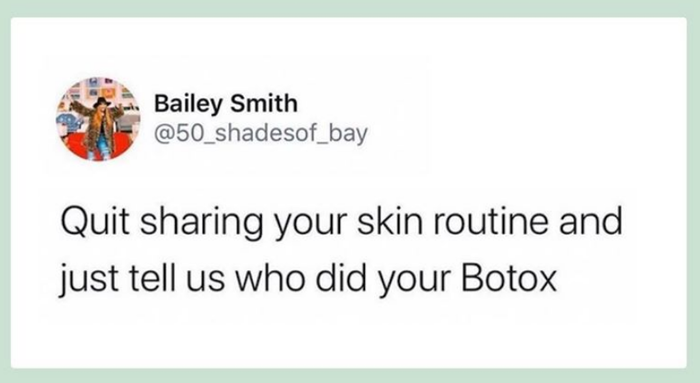 Bailey Smith
@50_shadesof_bay
Quit sharing your skin routine and
just tell us who did your Botox